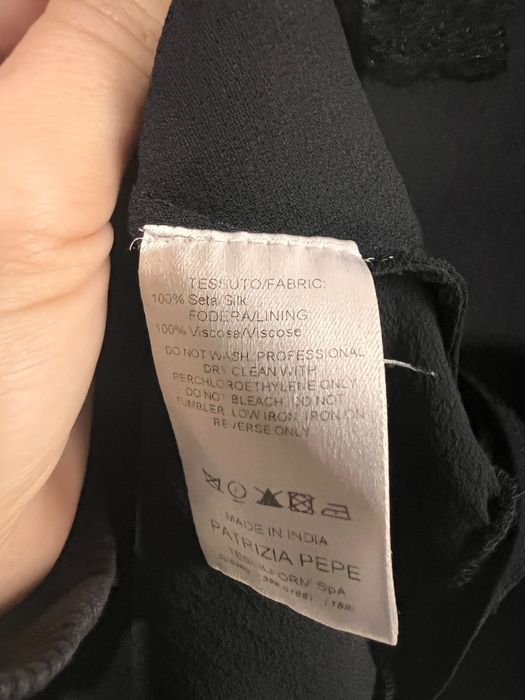 TESSUTO/FABRIC:
100% Seta/Silk
FODERA/LINING:
100% Viscosa/Viscose
DO NOT WASH PROFESSIONAL
DRY CLEAN WITH
PERCHLOROETHYLENE ONLY
DO NOT BLEACH DO NOT
TUMBLER LOW IRON IRON ON
REVERSE ONLY
MADE IN INDIA
PATRIZIA PEPE
TESSILFORM SpA